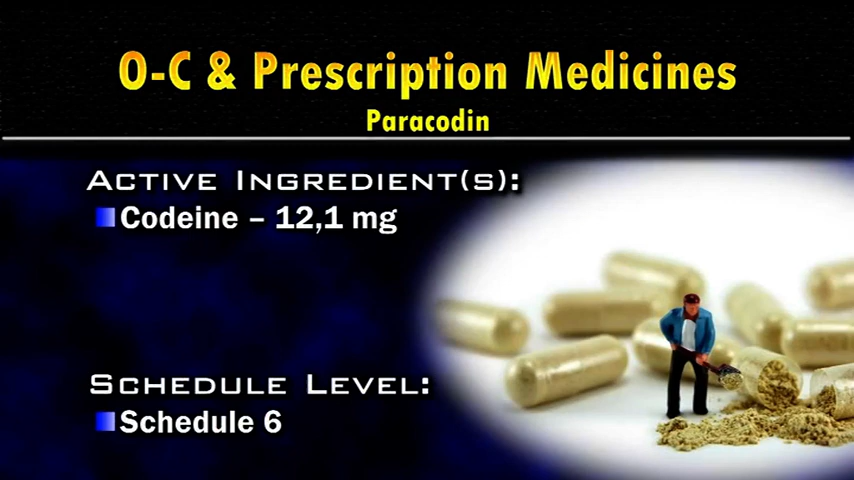 O-C & Prescription Medicines
Paracodin
Active Ingredient(s):
Codeine – 12,1 mg
Schedule Level:
Schedule 6